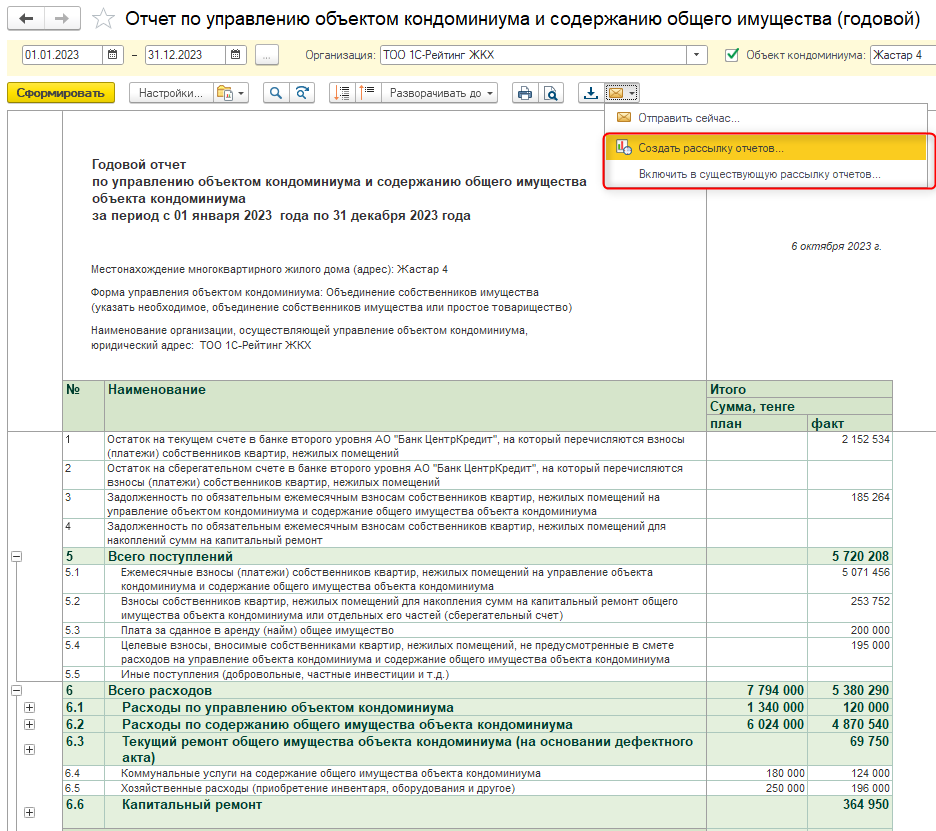 Отчет по управлению объектом кондоминиума и содержанию общего имущества (годовой)
01.01.2023 – 31.12.2023 ... Организация: ТОО 1С-Рейтинг ЖКХ Объект кондоминиума: Жастар 4
Сформировать Настройки... Разворачивать до
Отправить сейчас...
Создать рассылку отчетов...
Включить в существующую рассылку отчетов...
Годовой отчет
по управлению объектом кондоминиума и содержанию общего имущества
объекта кондоминиума
за период с 01 января 2023 года по 31 декабря 2023 года
6 октября 2023 г.
Местонахождение многоквартирного жилого дома (адрес): Жастар 4
Форма управления объектом кондоминиума: Объединение собственников имущества
(указать необходимое, объединение собственников имущества или простое товарищество)
Наименование организации, осуществляющей управление объектом кондоминиума,
юридический адрес: ТОО 1С-Рейтинг ЖКХ
№ Наименование Итого
Сумма, тенге
план факт
1 Остаток на текущем счете в банке второго уровня АО "Банк ЦентрКредит", на который перечисляются взносы 2 152 534
(платежи) собственников квартир, нежилых помещений
2 Остаток на сберегательном счете в банке второго уровня АО "Банк ЦентрКредит", на который перечисляются
взносы (платежи) собственников квартир, нежилых помещений
3 Задолженность по обязательным ежемесячным взносам собственников квартир, нежилых помещений на 185 264
управление объектом кондоминиума и содержание общего имущества объекта кондоминиума
4 Задолженность по обязательным ежемесячным взносам собственников квартир, нежилых помещений для
накоплений сумм на капитальный ремонт
5 Всего поступлений 5 720 208
5.1 Ежемесячные взносы (платежи) собственников квартир, нежилых помещений на управление объекта 5 071 456
кондоминиума и содержание общего имущества объекта кондоминиума
5.2 Взносы собственников квартир, нежилых помещений для накопления сумм на капитальный ремонт общего 253 752
имущества объекта кондоминиума или отдельных его частей (сберегательный счет)
5.3 Плата за сданное в аренду (найм) общее имущество 200 000
5.4 Целевые взносы, вносимые собственниками квартир, нежилых помещений, не предусмотренные в смете 195 000
расходов на управление объекта кондоминиума и содержание общего имущества объекта кондоминиума
5.5 Иные поступления (добровольные, частные инвестиции и т.д.)
6 Всего расходов 7 794 000 5 380 290
6.1 Расходы по управлению объектом кондоминиума 1 340 000 120 000
6.2 Расходы по содержанию общего имущества объекта кондоминиума 6 024 000 4 870 540
6.3 Текущий ремонт общего имущества объекта кондоминиума (на основании дефектного 69 750
акта)
6.4 Коммунальные услуги на содержание общего имущества объекта кондоминиума 180 000 124 000
6.5 Хозяйственные расходы (приобретение инвентаря, оборудования и другое) 250 000 196 000
6.6 Капитальный ремонт 364 950